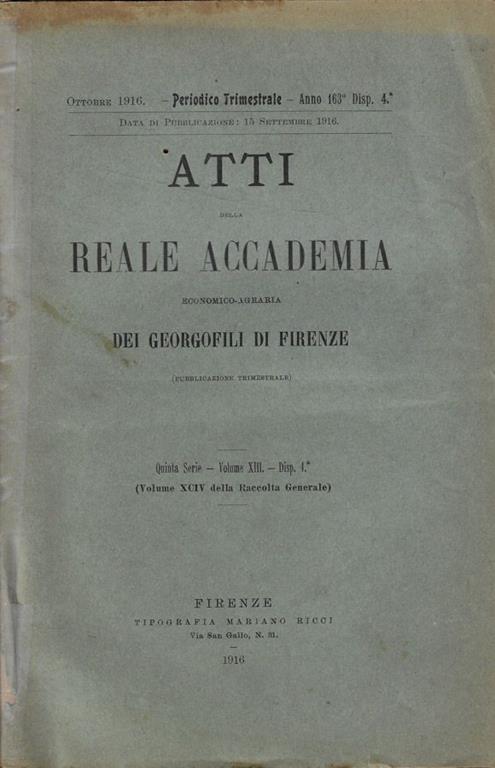 OTTOBRE 1916. – Periodico Trimestrale – Anno 163º Disp. 4.ª
DATA DI PUBBLICAZIONE: 15 SETTEMBRE 1916.
ATTI
DELLA
REALE ACCADEMIA
ECONOMICO-AGRARIA
DEI GEORGOFILI DI FIRENZE
(PUBBLICAZIONE TRIMESTRALE)
Quinta Serie – Volume XIII. – Disp. 4.ª
(Volume XCIV della Raccolta Generale)
FIRENZE
TIPOGRAFIA MARIANO RICCI
Via San Gallo, N. 31.
1916